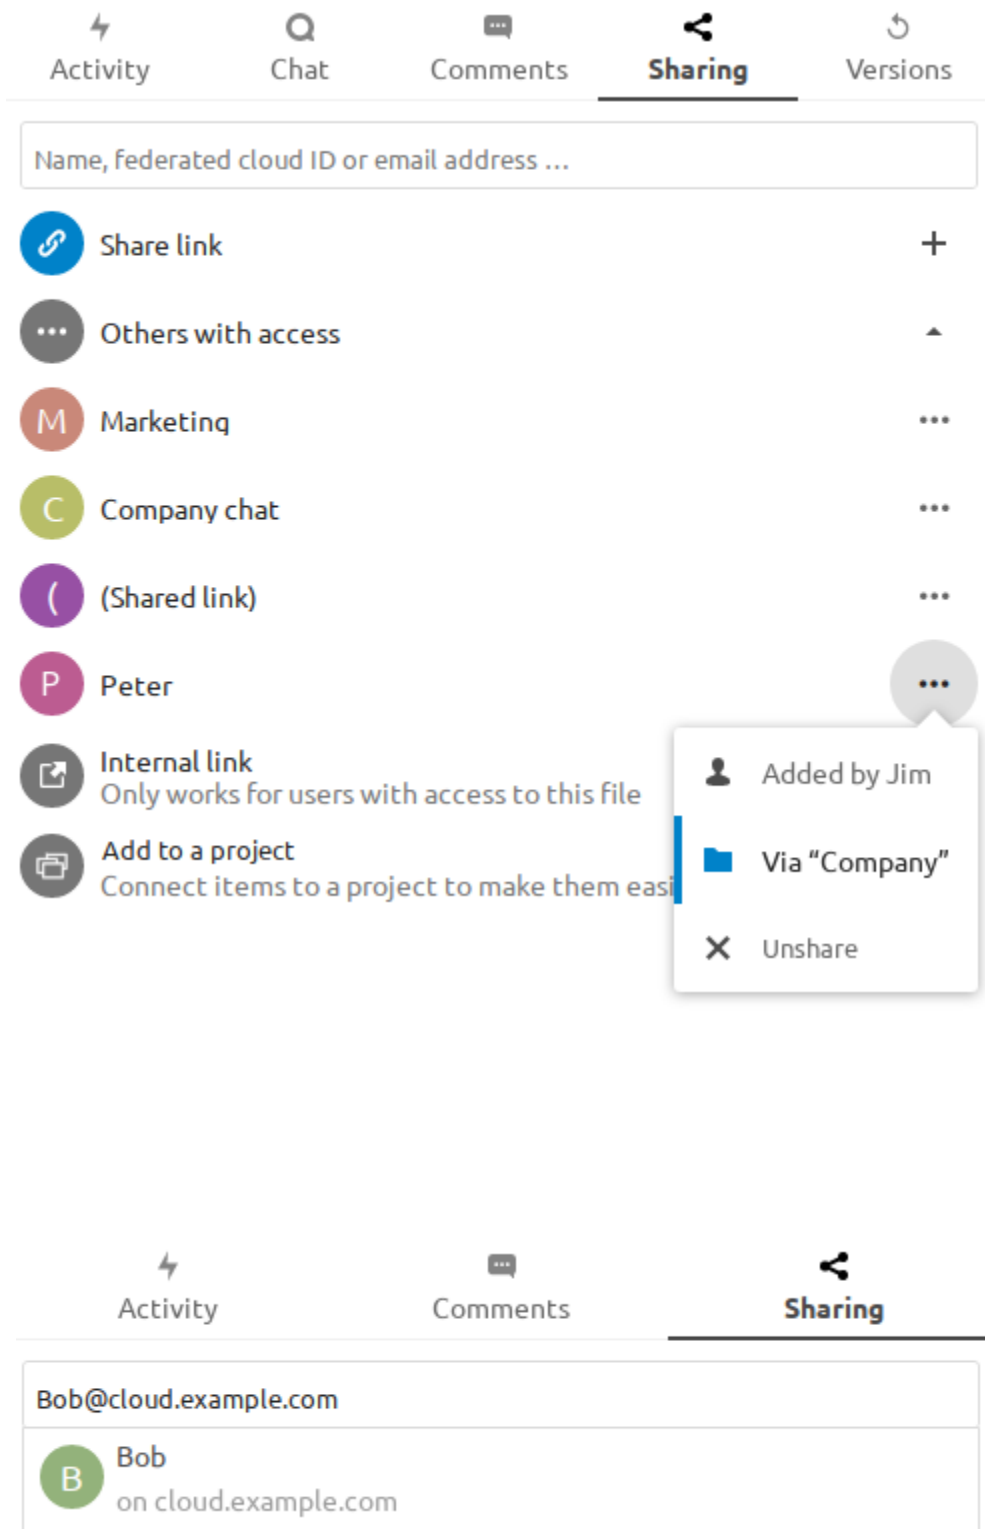 Activity Chat Comments Sharing Versions
Name, federated cloud ID or email address ...
Share link
Others with access
M Marketing
C Company chat
( (Shared link)
P Peter
Internal link
Only works for users with access to this file
Added by Jim
Add to a project
Connect items to a project to make them easi
Via “Company”
Unshare
Activity Comments Sharing
Bob@cloud.example.com
B Bob
on cloud.example.com